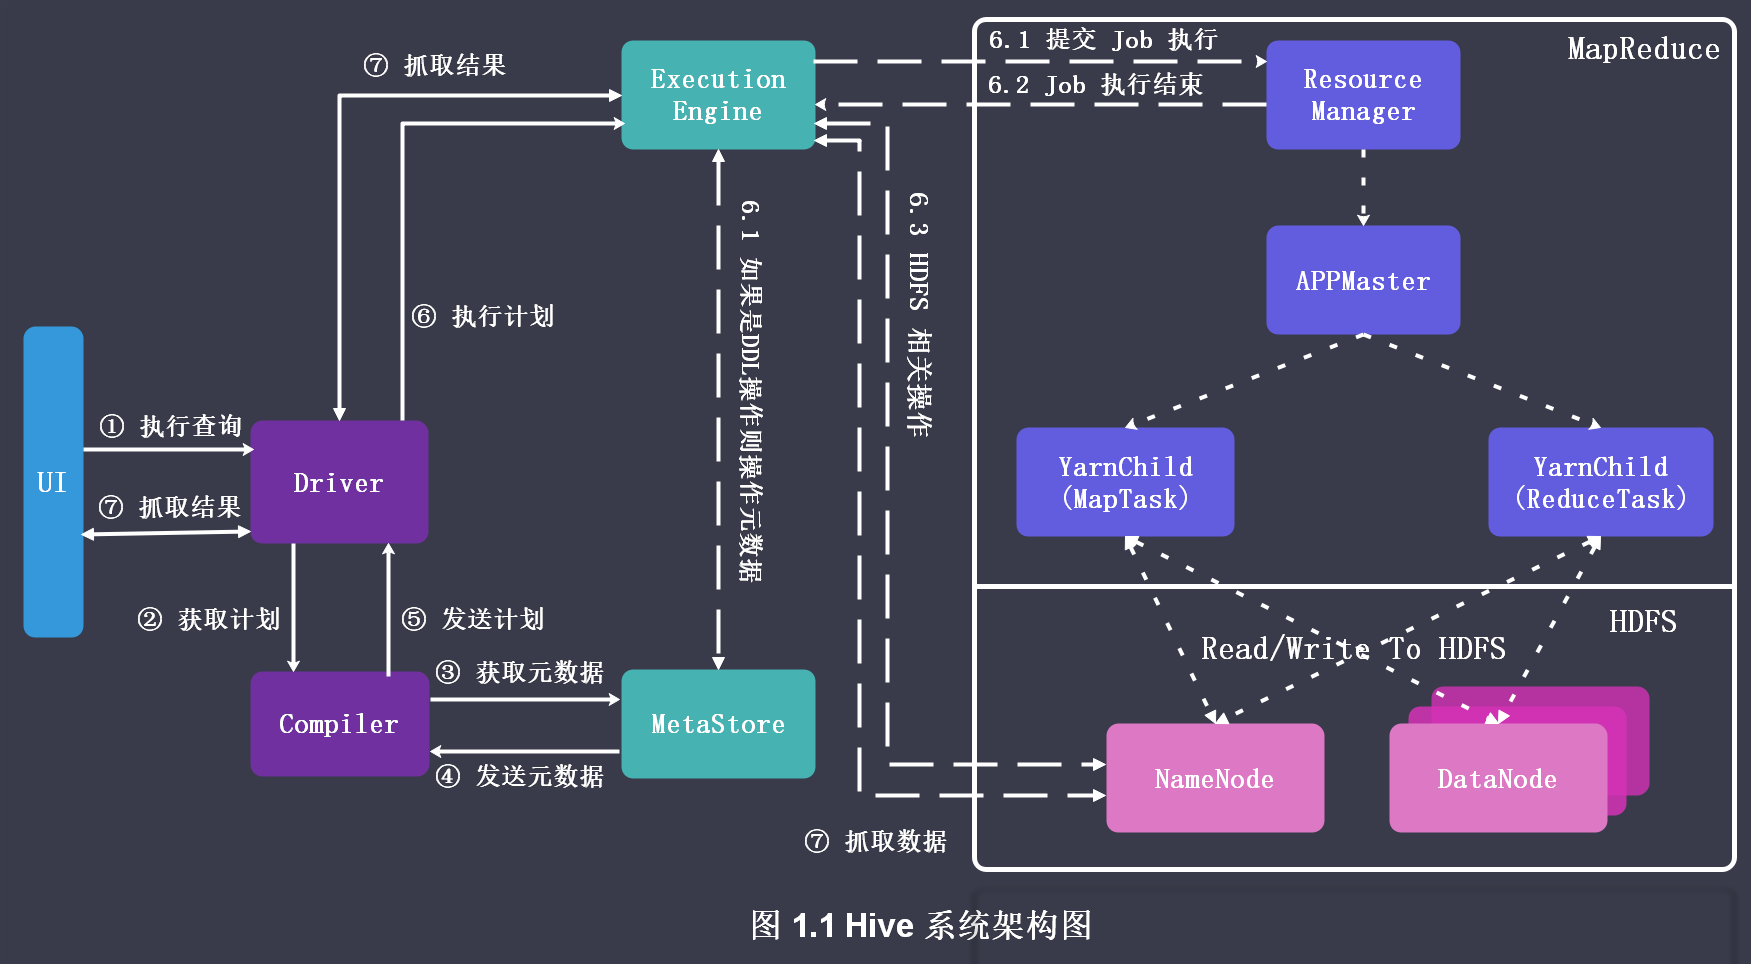 ⑦ 抓取结果
Execution
Engine
6.1 提交 Job 执行
6.2 Job 执行结束
MapReduce
Resource
Manager
6.1 如果是DDL操作则操作元数据
6.3 HDFS 相关操作
APPMaster
⑥ 执行计划
UI
① 执行查询
⑦ 抓取结果
Driver
YarnChild
(MapTask)
YarnChild
(ReduceTask)
② 获取计划
⑤ 发送计划
HDFS
Read/Write To HDFS
③ 获取元数据
Compiler
MetaStore
④ 发送元数据
NameNode
DataNode
⑦ 抓取数据
图 1.1 Hive 系统架构图